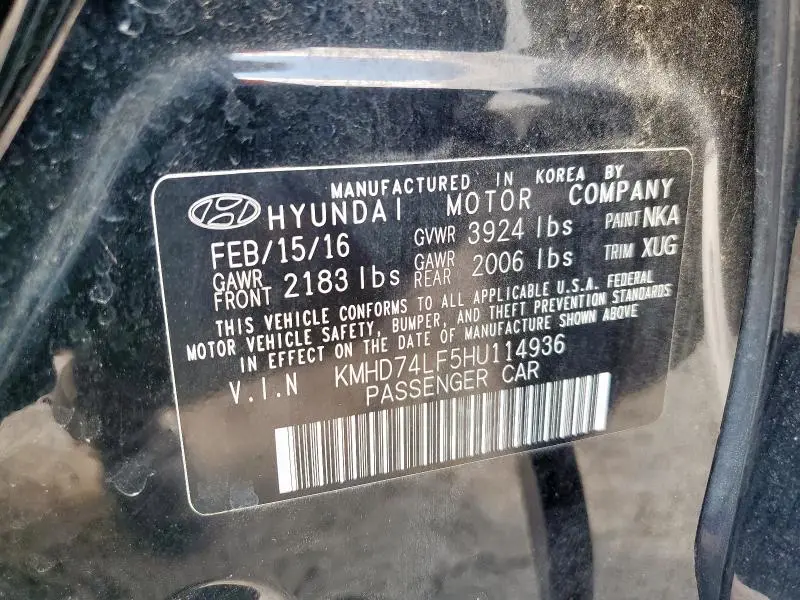 MANUFACTURED IN KOREA BY
HYUNDAI MOTOR COMPANY
FEB/15/16 GVWR 3924 lbs PAINT NKA
GAWR FRONT 2183 lbs GAWR REAR 2006 lbs TRIM XUG
THIS VEHICLE CONFORMS TO ALL APPLICABLE U.S.A. FEDERAL
MOTOR VEHICLE SAFETY, BUMPER, AND THEFT PREVENTION STANDARDS
IN EFFECT ON THE DATE OF MANUFACTURE SHOWN ABOVE
V.I.N KMHD74LF5HU114936
PASSENGER CAR